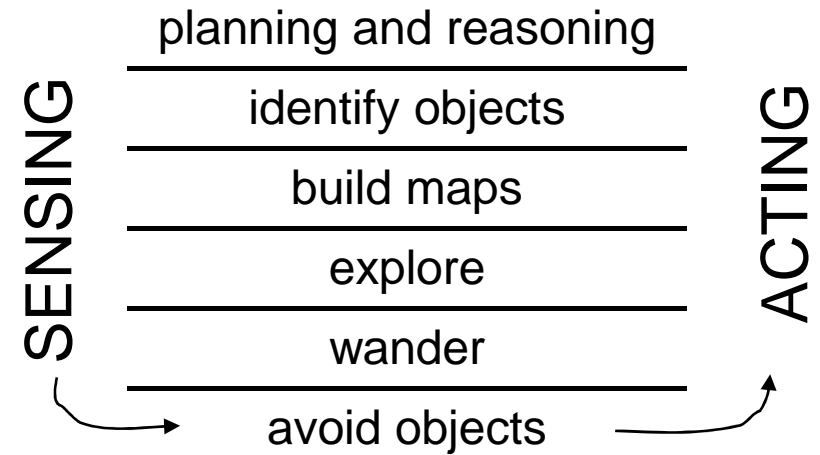 planning and reasoning
identify objects
build maps
explore
wander
avoid objects
SENSING
ACTING